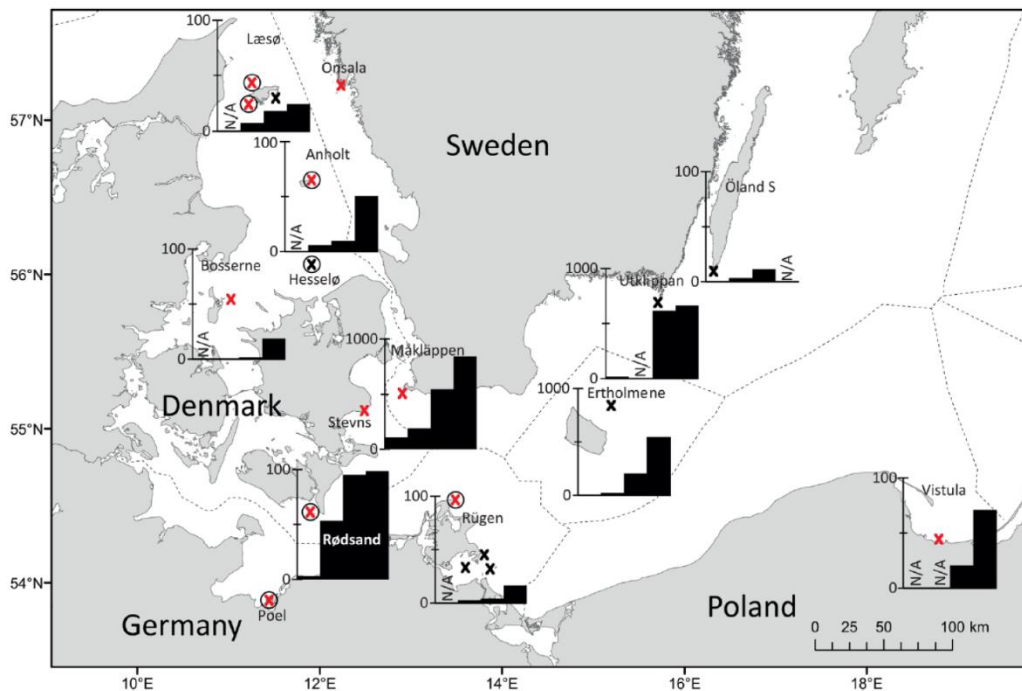 100
Læsø
N/A
0
Onsala
57°N
Sweden
100
Anholt
N/A
0
100
Öland S
N/A
0
56°N
100
Bosserne
N/A
0
Hesselø
1000
Utklippan
N/A
0
1000
Måkläppen
0
1000
Ertholmene
0
Denmark
Stevns
55°N
100
Rødsand
0
100
Rügen
N/A
0
100
Vistula
N/A
N/A
0
54°N
Poel
Germany
Poland
0 25 50 100 km
10°E 12°E 14°E 16°E 18°E